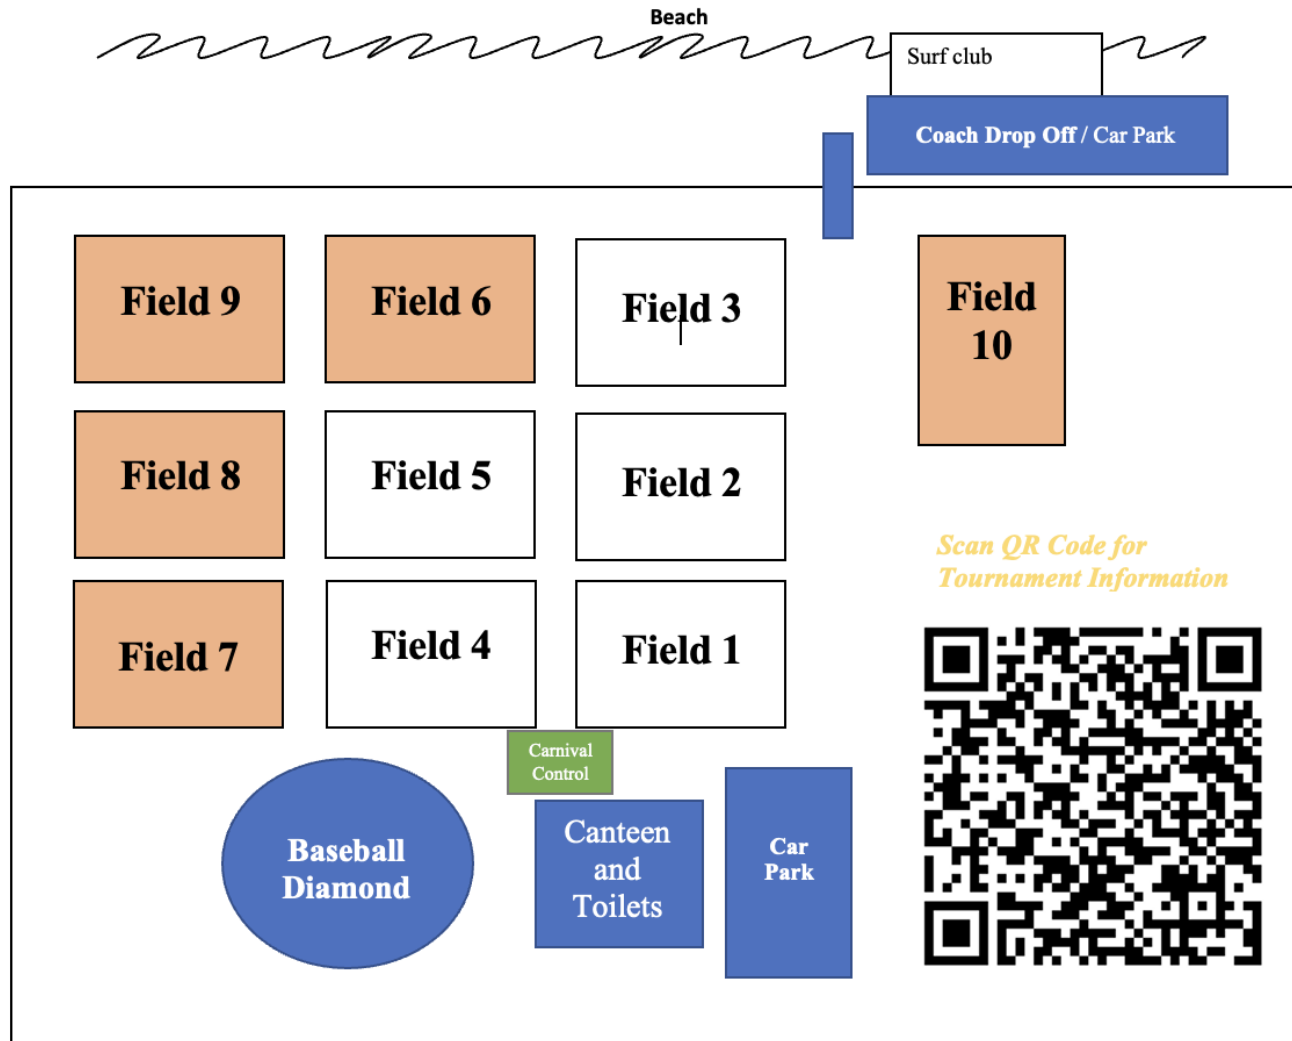 Beach
Surf club
Coach Drop Off / Car Park
Field 9
Field 6
Field 3
Field
10
Field 8
Field 5
Field 2
Scan QR Code for
Tournament Information
Field 7
Field 4
Field 1
Carnival
Control
Baseball
Diamond
Canteen
and
Toilets
Car
Park